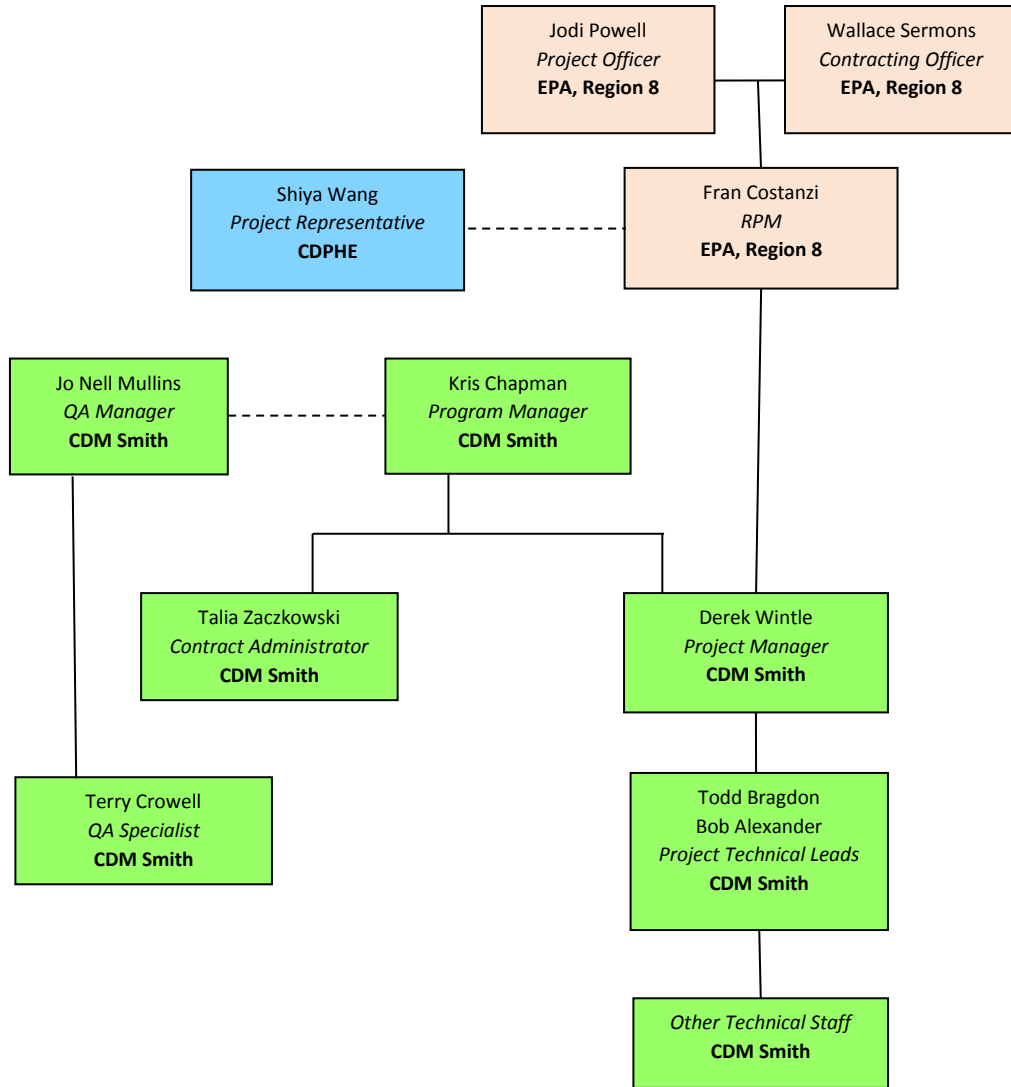 Jodi Powell
Project Officer
EPA, Region 8
Wallace Sermons
Contracting Officer
EPA, Region 8
Shiya Wang
Project Representative
CDPHE
Fran Costanzi
RPM
EPA, Region 8
Jo Nell Mullins
QA Manager
CDM Smith
Kris Chapman
Program Manager
CDM Smith
Talia Zaczkowski
Contract Administrator
CDM Smith
Derek Wintle
Project Manager
CDM Smith
Terry Crowell
QA Specialist
CDM Smith
Todd Bragdon
Bob Alexander
Project Technical Leads
CDM Smith
Other Technical Staff
CDM Smith